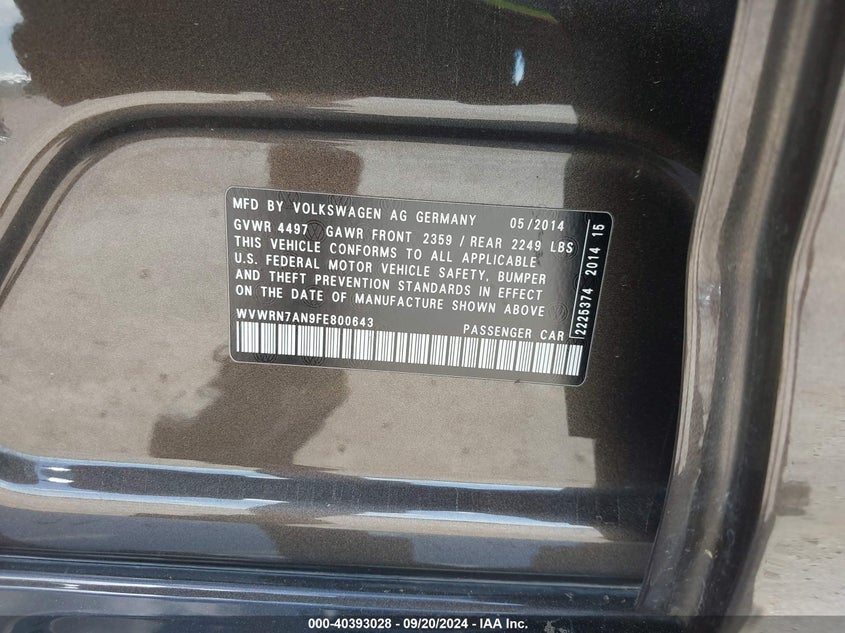 MFD BY VOLKSWAGEN AG GERMANY 05/2014
GVWR 4497 GAWR FRONT 2359 / REAR 2249 LBS
THIS VEHICLE CONFORMS TO ALL APPLICABLE
U.S. FEDERAL MOTOR VEHICLE SAFETY, BUMPER
AND THEFT PREVENTION STANDARDS IN EFFECT
ON THE DATE OF MANUFACTURE SHOWN ABOVE
WVWRN7AN9FE800643 PASSENGER CAR
2225374 2014 15
000-40393028 - 09/20/2024 - IAA Inc.